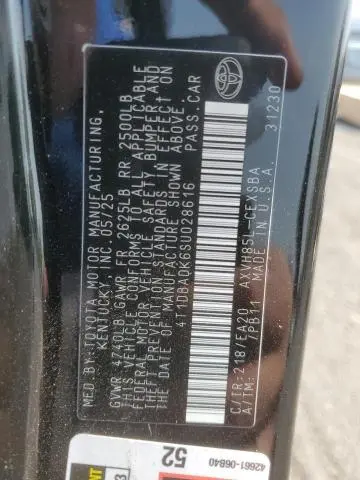 MFD BY:TOYOTA MOTOR MANUFACTURING,
KENTUCKY, INC. 05/25
GVWR 4740LB GAWR FR 2625LB RR 2500LB
THIS VEHICLE CONFORMS TO ALL APPLICABLE
FEDERAL MOTOR VEHICLE SAFETY BUMPER AND
THEFT PREVENTION STANDARDS IN EFFECT ON
THE DATE OF MANUFACTURE SHOWN ABOVE.
4T1DBADK6SU028616 PASS.CAR
C/TR:218/EA20 AXVH85L-CEXSBA
A/TM: /PB11 MADE IN U.S.A.
31230
52
42661-06B40